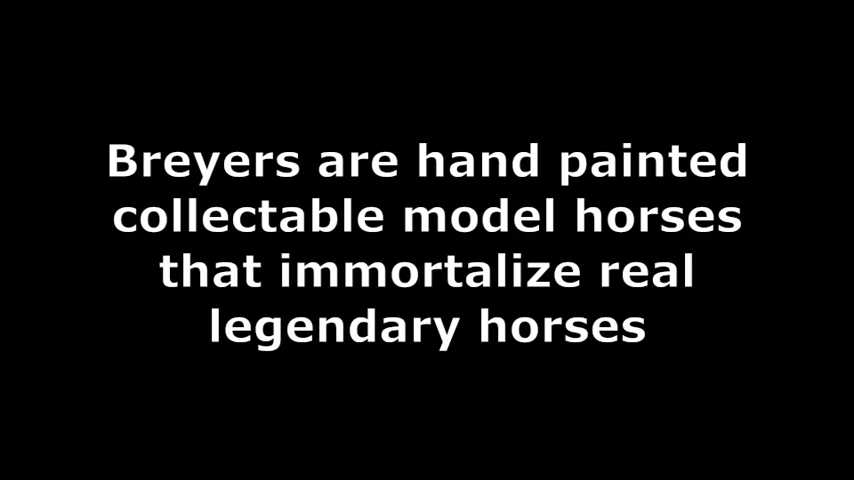 Breyers are hand painted
collectable model horses
that immortalize real
legendary horses